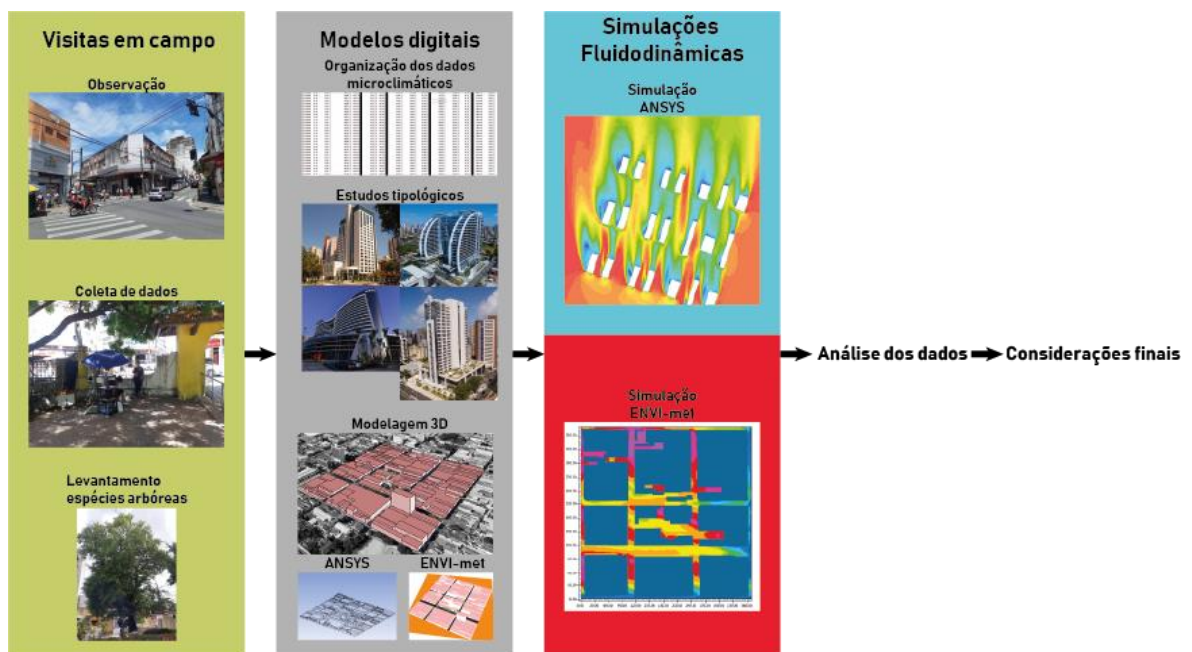 Visitas em campo
Observação
Coleta de dados
Levantamento
espécies arbóreas
Modelos digitais
Organização dos dados
microclimáticos
Estudos tipológicos
Modelagem 3D
ANSYS
ENVI-met
Simulações
Fluidodinâmicas
Simulação
ANSYS
Simulação
ENVI-met
Análise dos dados
Considerações finais